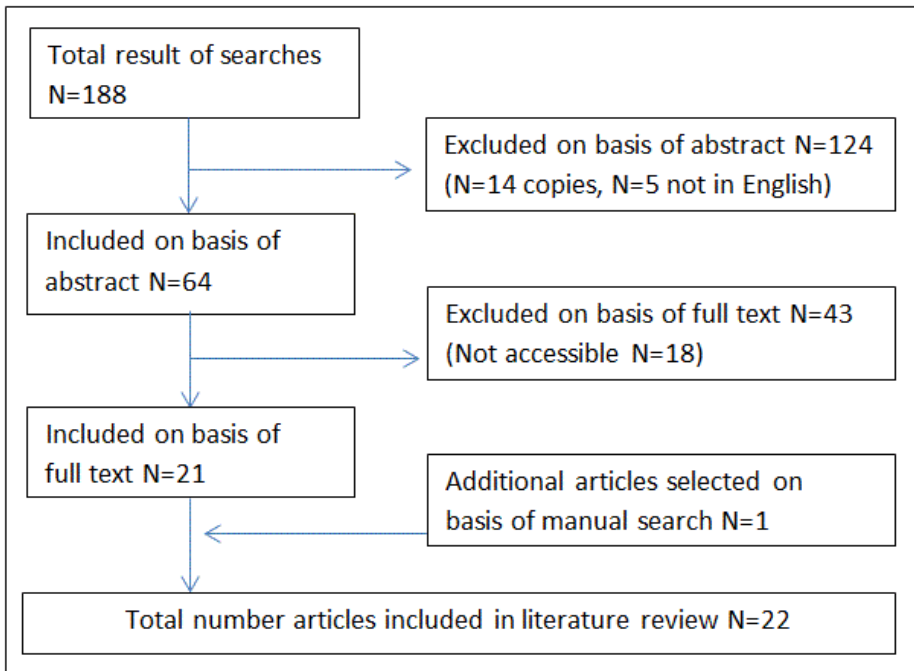 Total result of searches
N=188
Excluded on basis of abstract N=124
(N=14 copies, N=5 not in English)
Included on basis of
abstract N=64
Excluded on basis of full text N=43
(Not accessible N=18)
Included on basis of
full text N=21
Additional articles selected on
basis of manual search N=1
Total number articles included in literature review N=22